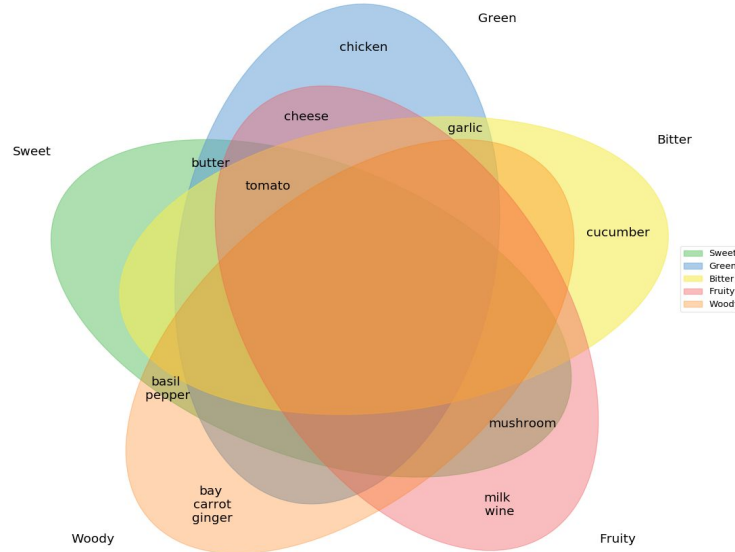 Green
chicken
cheese
garlic
Bitter
Sweet
butter
tomato
cucumber
Sweet
Green
Bitter
Fruity
Woody
basil
pepper
mushroom
bay
carrot
ginger
milk
wine
Woody
Fruity